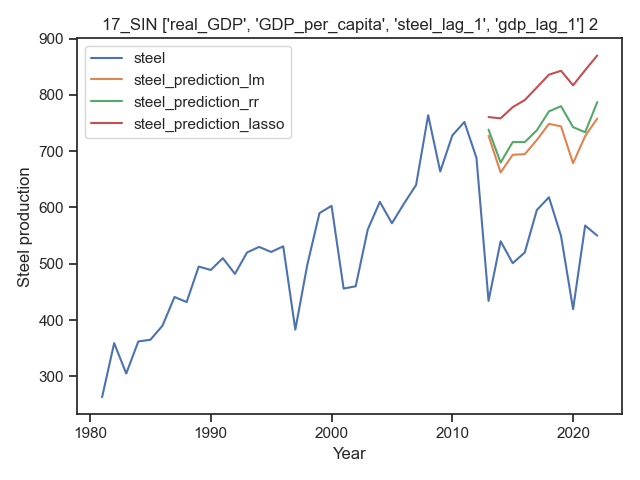 17_SIN ['real_GDP', 'GDP_per_capita', 'steel_lag_1', 'gdp_lag_1'] 2
900
800
700
600
500
400
300
Steel production
steel
steel_prediction_lm
steel_prediction_rr
steel_prediction_lasso
1980
1990
2000
2010
2020
Year